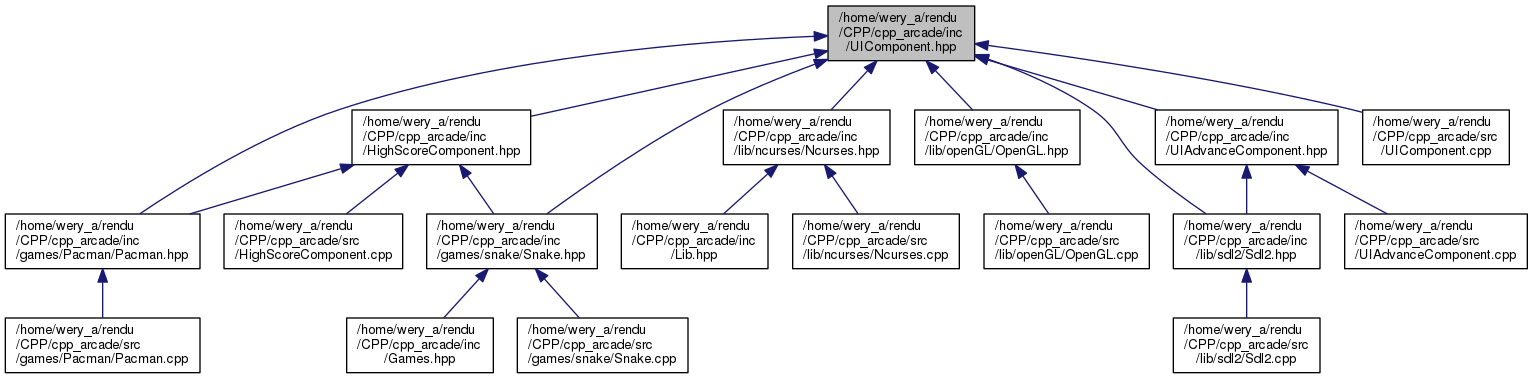 /home/wery_a/rendu
/CPP/cpp_arcade/inc
/UIComponent.hpp
/home/wery_a/rendu
/CPP/cpp_arcade/inc
/HighScoreComponent.hpp
/home/wery_a/rendu
/CPP/cpp_arcade/inc
lib/ncurses/Ncurses.hpp
/home/wery_a/rendu
/CPP/cpp_arcade/inc
lib/openGL/OpenGL.hpp
/home/wery_a/rendu
/CPP/cpp_arcade/inc
/UIAdvanceComponent.hpp
/home/wery_a/rendu
/CPP/cpp_arcade/src
/UIComponent.cpp
/home/wery_a/rendu
/CPP/cpp_arcade/inc
/games/Pacman/Pacman.hpp
/home/wery_a/rendu
/CPP/cpp_arcade/src
/HighScoreComponent.cpp
/home/wery_a/rendu
/CPP/cpp_arcade/inc
/games/snake/Snake.hpp
/home/wery_a/rendu
/CPP/cpp_arcade/inc
/Lib.hpp
/home/wery_a/rendu
/CPP/cpp_arcade/src
/lib/ncurses/Ncurses.cpp
/home/wery_a/rendu
/CPP/cpp_arcade/src
/lib/openGL/OpenGL.cpp
/home/wery_a/rendu
/CPP/cpp_arcade/inc
/lib/sdl2/Sdl2.hpp
/home/wery_a/rendu
/CPP/cpp_arcade/src
/UIAdvanceComponent.cpp
/home/wery_a/rendu
/CPP/cpp_arcade/src
/games/Pacman/Pacman.cpp
/home/wery_a/rendu
/CPP/cpp_arcade/inc
/Games.hpp
/home/wery_a/rendu
/CPP/cpp_arcade/src
/games/snake/Snake.cpp
/home/wery_a/rendu
/CPP/cpp_arcade/src
/lib/sdl2/Sdl2.cpp